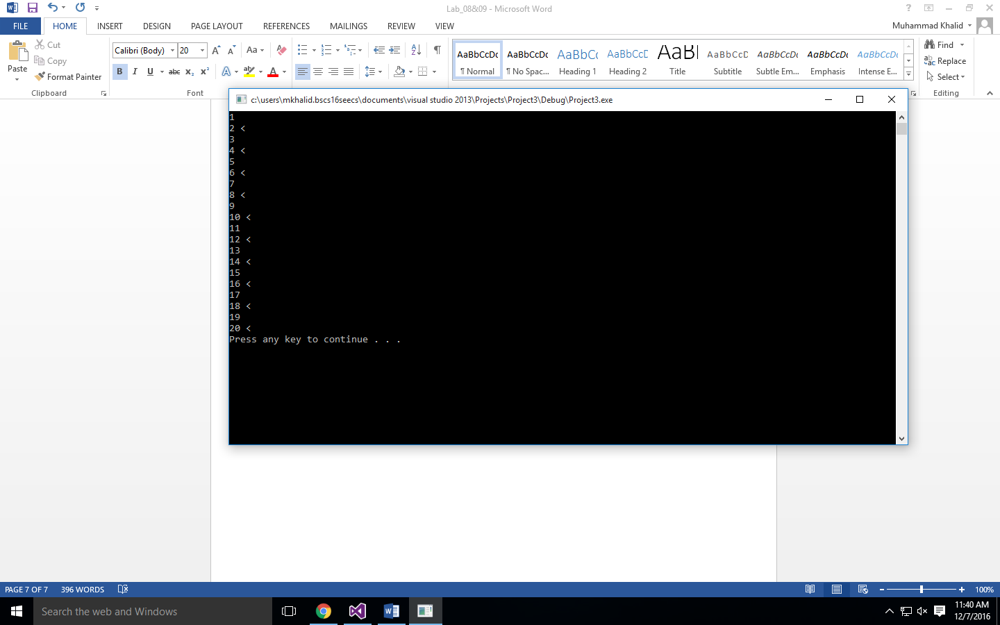 Lab_08&09 - Microsoft Word
FILE HOME INSERT DESIGN PAGE LAYOUT REFERENCES MAILINGS REVIEW VIEW Muhammad Khalid
Paste
Cut
Copy
Format Painter
Clipboard
Calibri (Body) 20
Font
AaBbCcDc AaBbCcDc AaBbCc AaBbCcD AaB AaBbCcD AaBbCcDc AaBbCcDc AaBbCcDc
¶ Normal ¶ No Spac... Heading 1 Heading 2 Title Subtitle Subtle Em... Emphasis Intense E...
Find
Replace
Select
Editing
c:\users\mkhalid.bscs16seecs\documents\visual studio 2013\Projects\Project3\Debug\Project3.exe
1
2 <
3
4 <
5
6 <
7
8 <
9
10 <
11
12 <
13
14 <
15
16 <
17
18 <
19
20 <
Press any key to continue . . .
PAGE 7 OF 7 396 WORDS 100%
Search the web and Windows
11:40 AM
12/7/2016